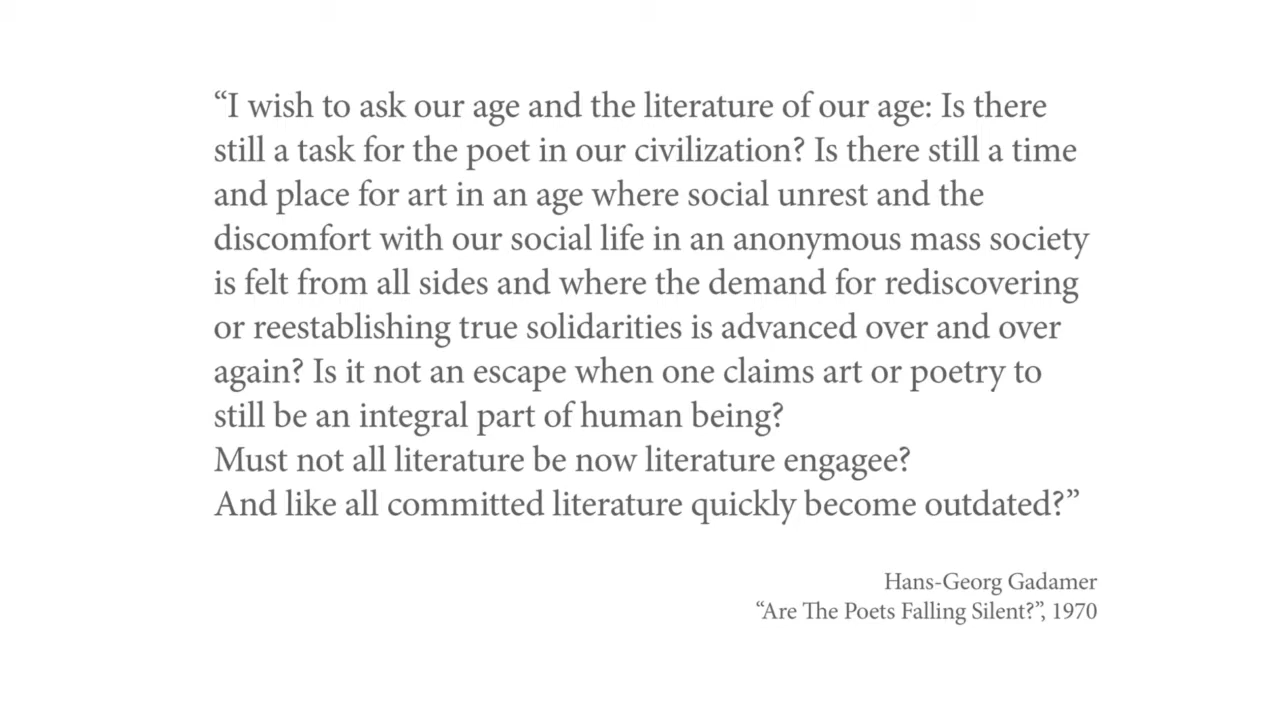 “I wish to ask our age and the literature of our age: Is there
still a task for the poet in our civilization? Is there still a time
and place for art in an age where social unrest and the
discomfort with our social life in an anonymous mass society
is felt from all sides and where the demand for rediscovering
or reestablishing true solidarities is advanced over and over
again? Is it not an escape when one claims art or poetry to
still be an integral part of human being?
Must not all literature be now literature engagee?
And like all committed literature quickly become outdated?”
Hans-Georg Gadamer
“Are The Poets Falling Silent?”, 1970